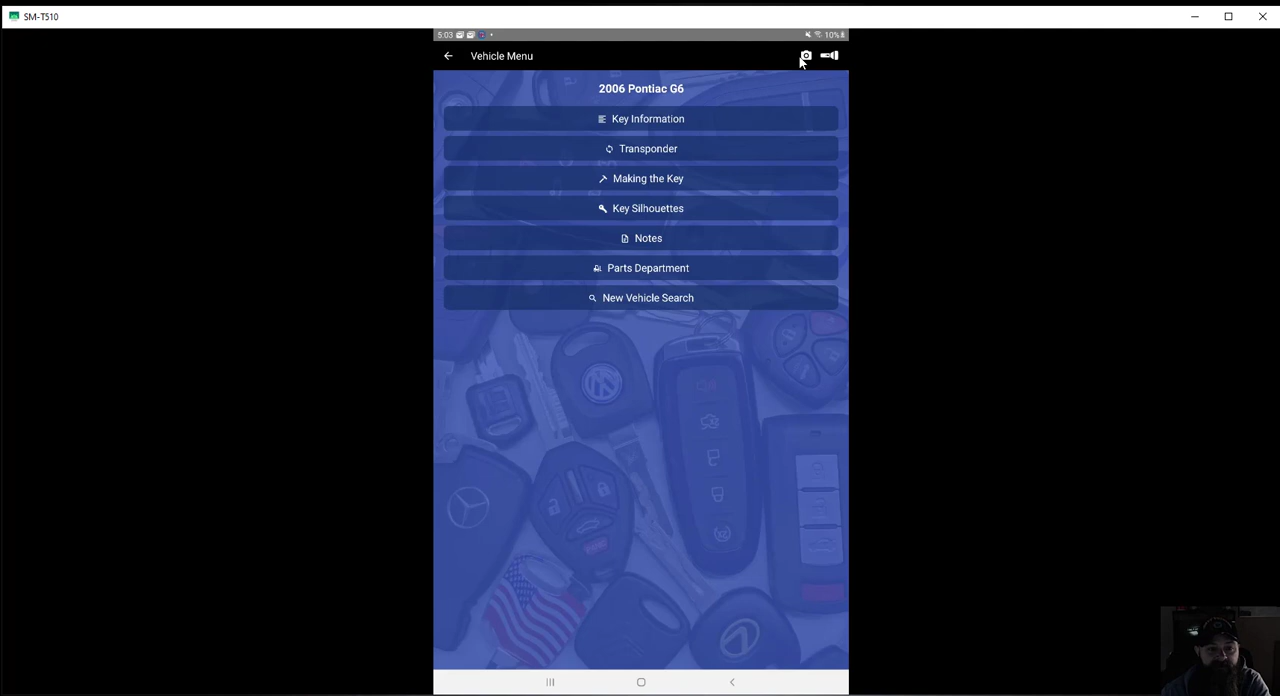 SM-T510
5:03
10%
Vehicle Menu
2006 Pontiac G6
Key Information
Transponder
Making the Key
Key Silhouettes
Notes
Parts Department
New Vehicle Search